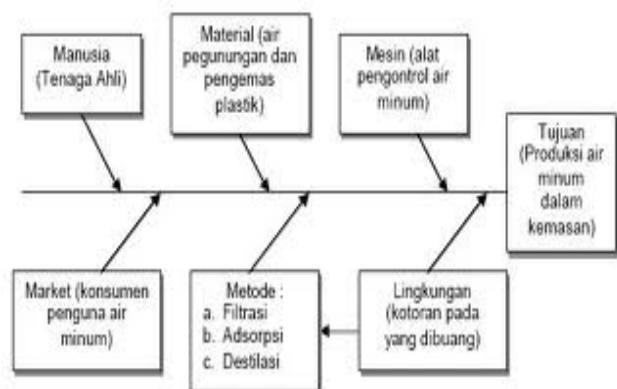 Manusia
(Tenaga Ahli)
Material (air
pegunungan dan
pengemas
plastik)
Mesin (alat
pengontrol air
minum)
Tujuan
(Produksi air
minum
dalam
kemasan)
Market (konsumen
penguna air
minum)
Metode :
a. Filtrasi
b. Adsorpsi
c. Destilasi
Lingkungan
(kotoran pada
yang dibuang)